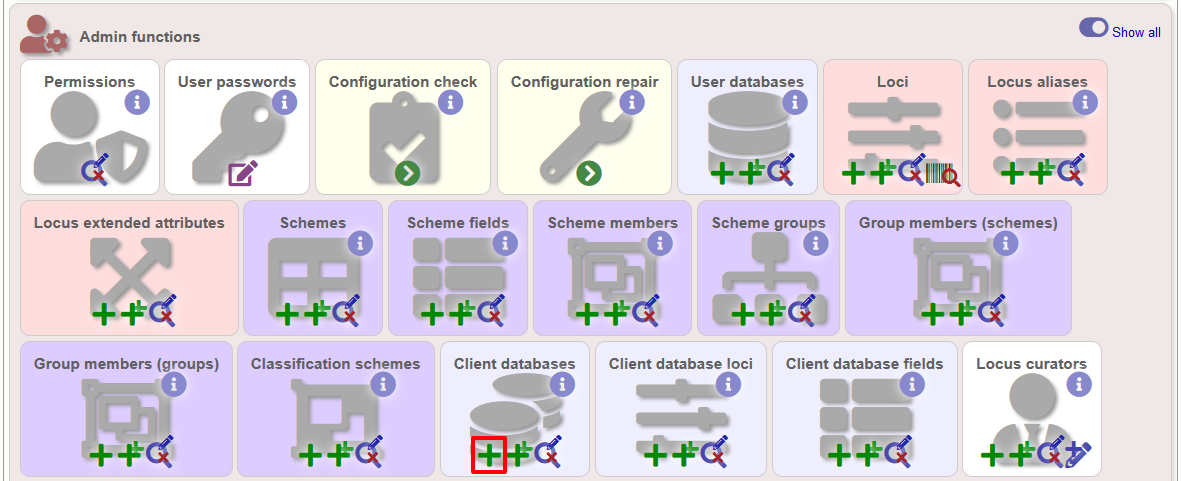 Admin functions
Show all
Permissions
User passwords
Configuration check
Configuration repair
User databases
Loci
Locus aliases
Locus extended attributes
Schemes
Scheme fields
Scheme members
Scheme groups
Group members (schemes)
Group members (groups)
Classification schemes
Client databases
Client database loci
Client database fields
Locus curators